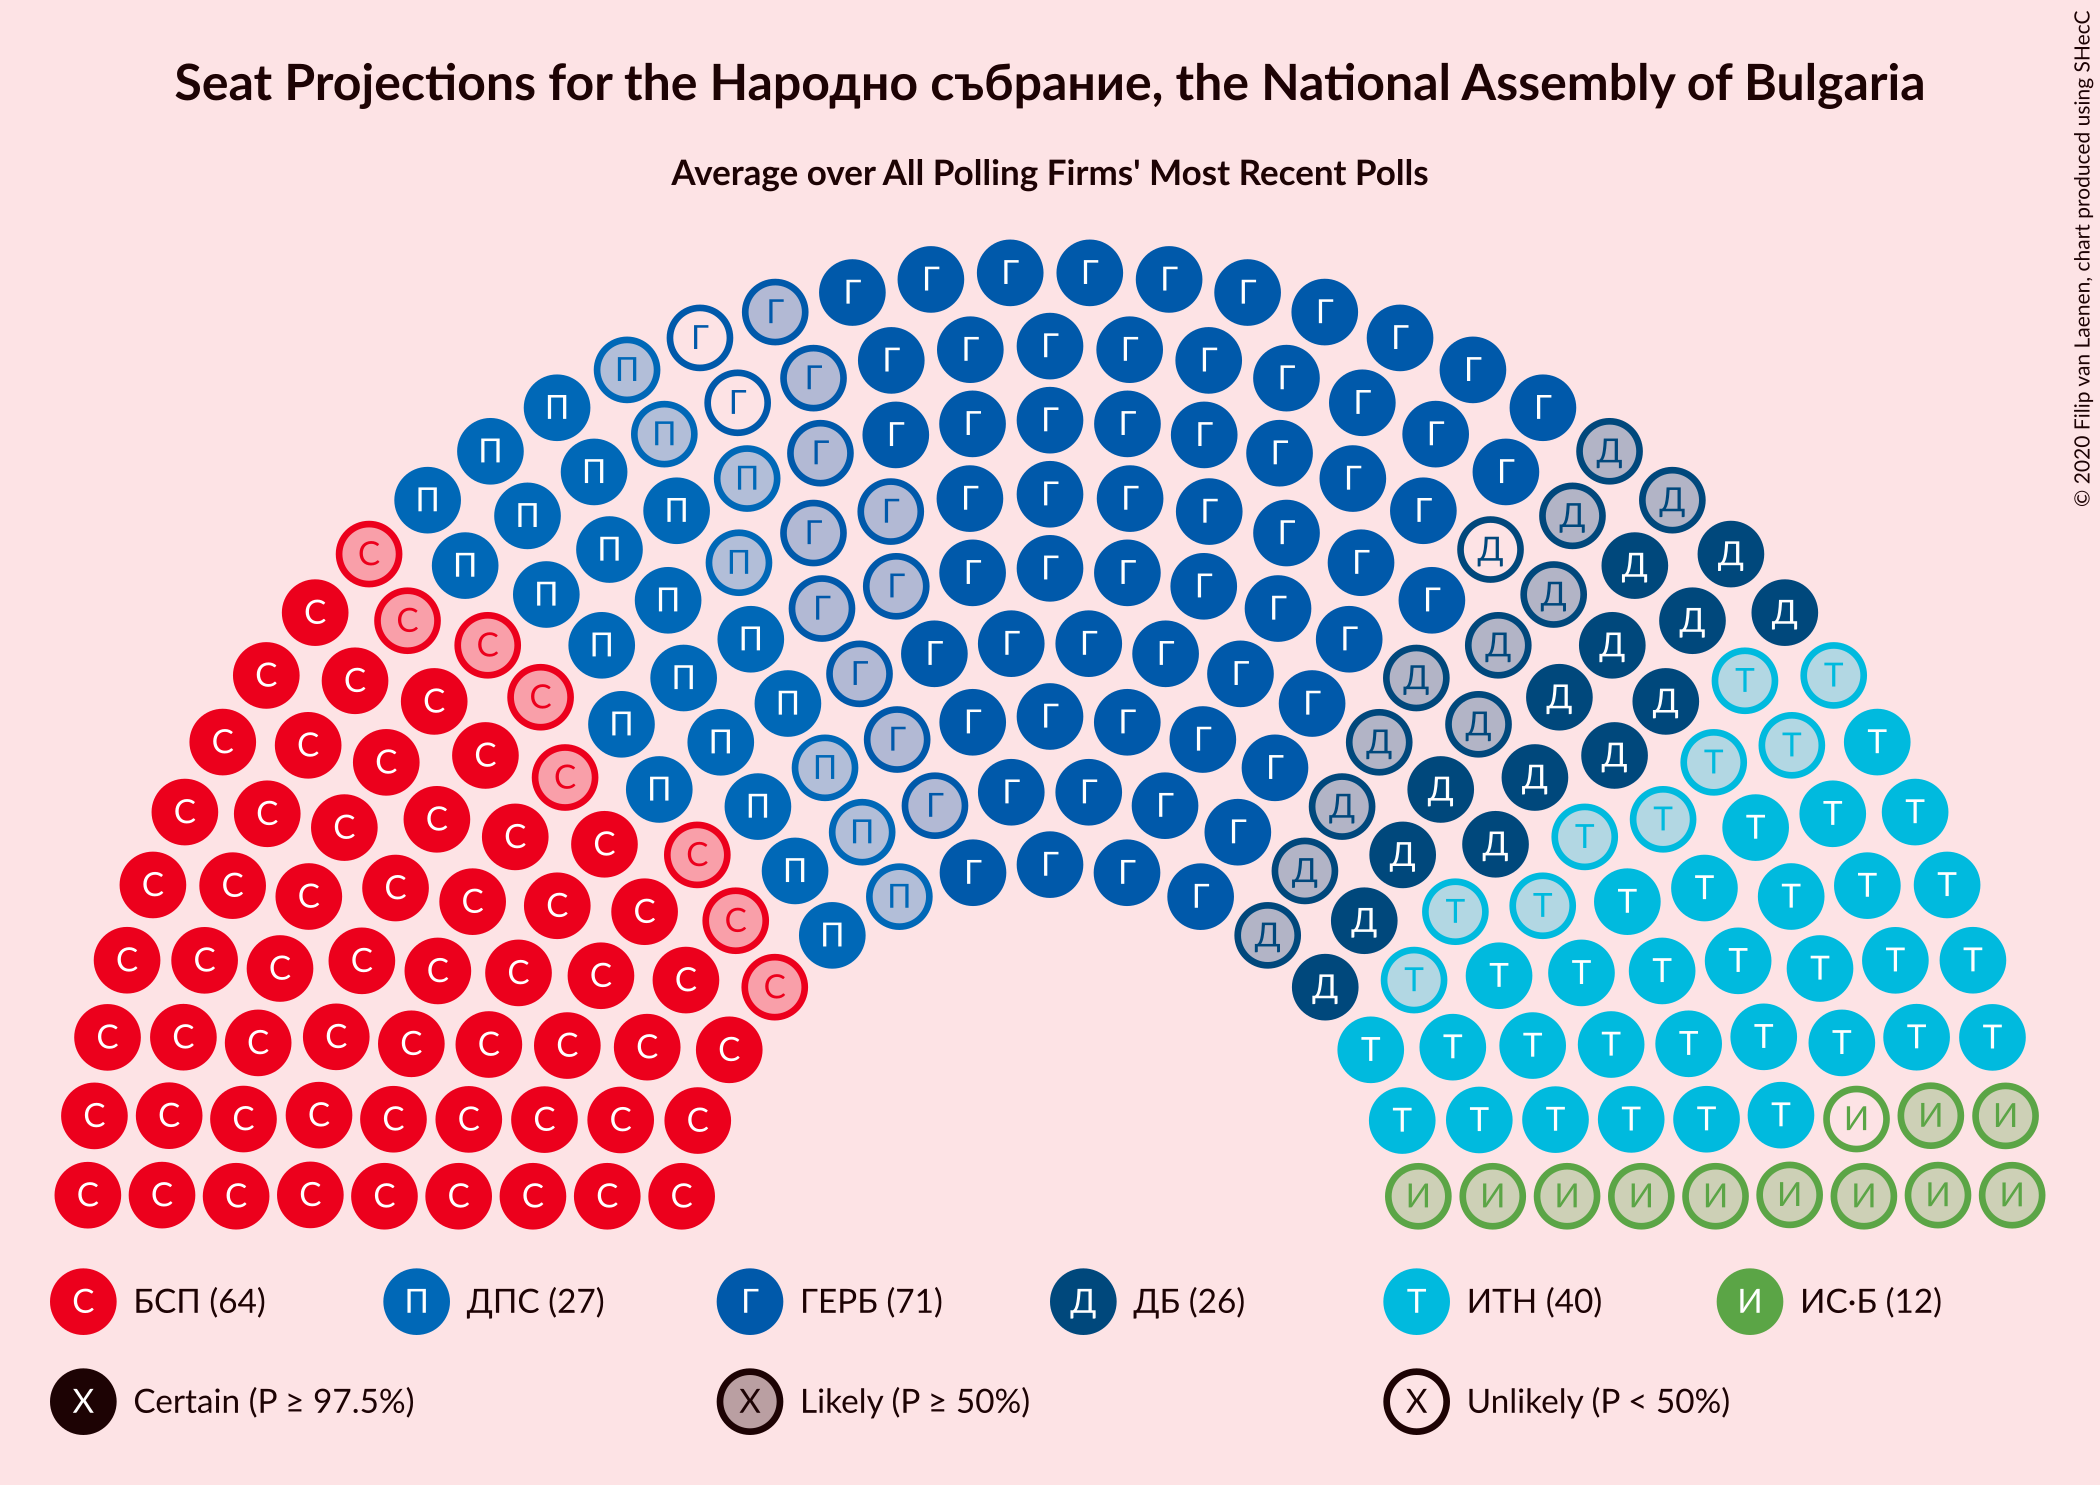 Seat Projections for the Народно събрание, the National Assembly of Bulgaria
Average over All Polling Firms' Most Recent Polls
© 2020 Filip van Laenen, chart produced using SHecC
С БСП (64) П ДПС (27) Г ГЕРБ (71) Д ДБ (26) Т ИТН (40) И ИС·Б (12)
X Certain (P ≥ 97.5%) X Likely (P ≥ 50%) X Unlikely (P < 50%)